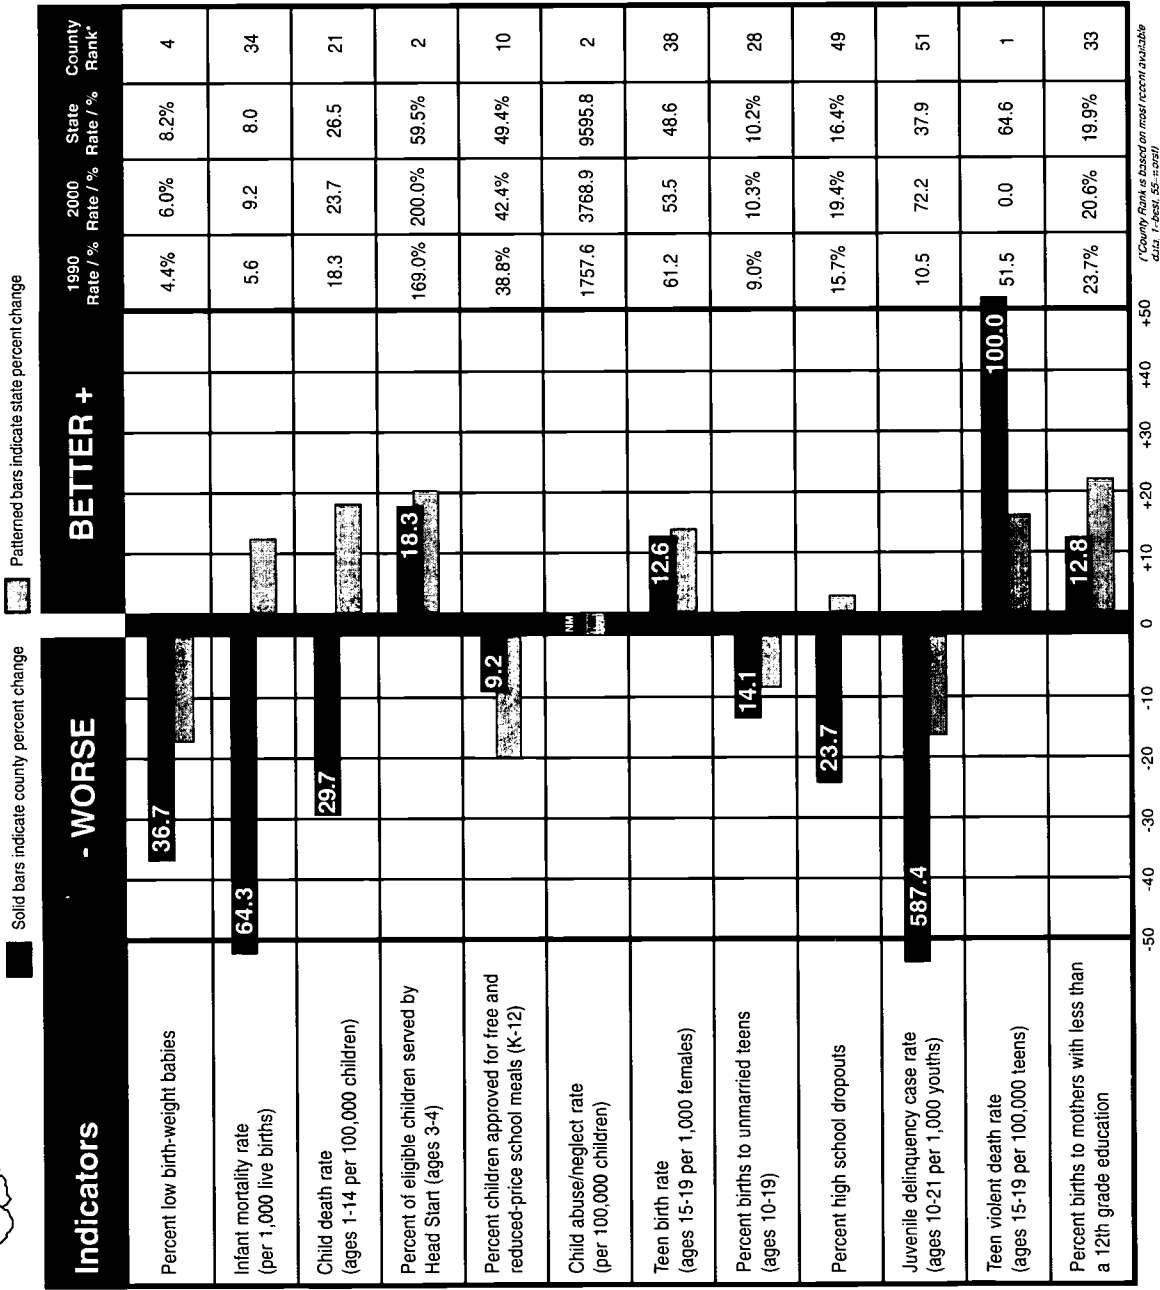 Solid bars indicate county percent change
Patterned bars indicate state percent change
Indicators
- WORSE
BETTER +
1990
Rate / %
2000
Rate / %
State
Rate / %
County
Rank*
Percent low birth-weight babies
36.7
4.4%
6.0%
8.2%
4
Infant mortality rate
(per 1,000 live births)
64.3
5.6
9.2
8.0
34
Child death rate
(ages 1-14 per 100,000 children)
29.7
18.3
23.7
26.5
21
Percent of eligible children served by
Head Start (ages 3-4)
18.3
169.0%
200.0%
59.5%
2
Percent children approved for free and
reduced-price school meals (K-12)
9.2
38.8%
42.4%
49.4%
10
Child abuse/neglect rate
(per 100,000 children)
NM
1757.6
3768.9
9595.8
2
Teen birth rate
(ages 15-19 per 1,000 females)
12.6
61.2
53.5
48.6
38
Percent births to unmarried teens
(ages 10-19)
14.1
9.0%
10.3%
10.2%
28
Percent high school dropouts
23.7
15.7%
19.4%
16.4%
49
Juvenile delinquency case rate
(ages 10-21 per 1,000 youths)
587.4
10.5
72.2
37.9
51
Teen violent death rate
(ages 15-19 per 100,000 teens)
100.0
51.5
0.0
64.6
1
Percent births to mothers with less than
a 12th grade education
12.8
23.7%
20.6%
19.9%
33
-50
-40
-30
-20
-10
0
+10
+20
+30
+40
+50
(*County Rank is based on most recent available
data. 1=best, 55=worst)